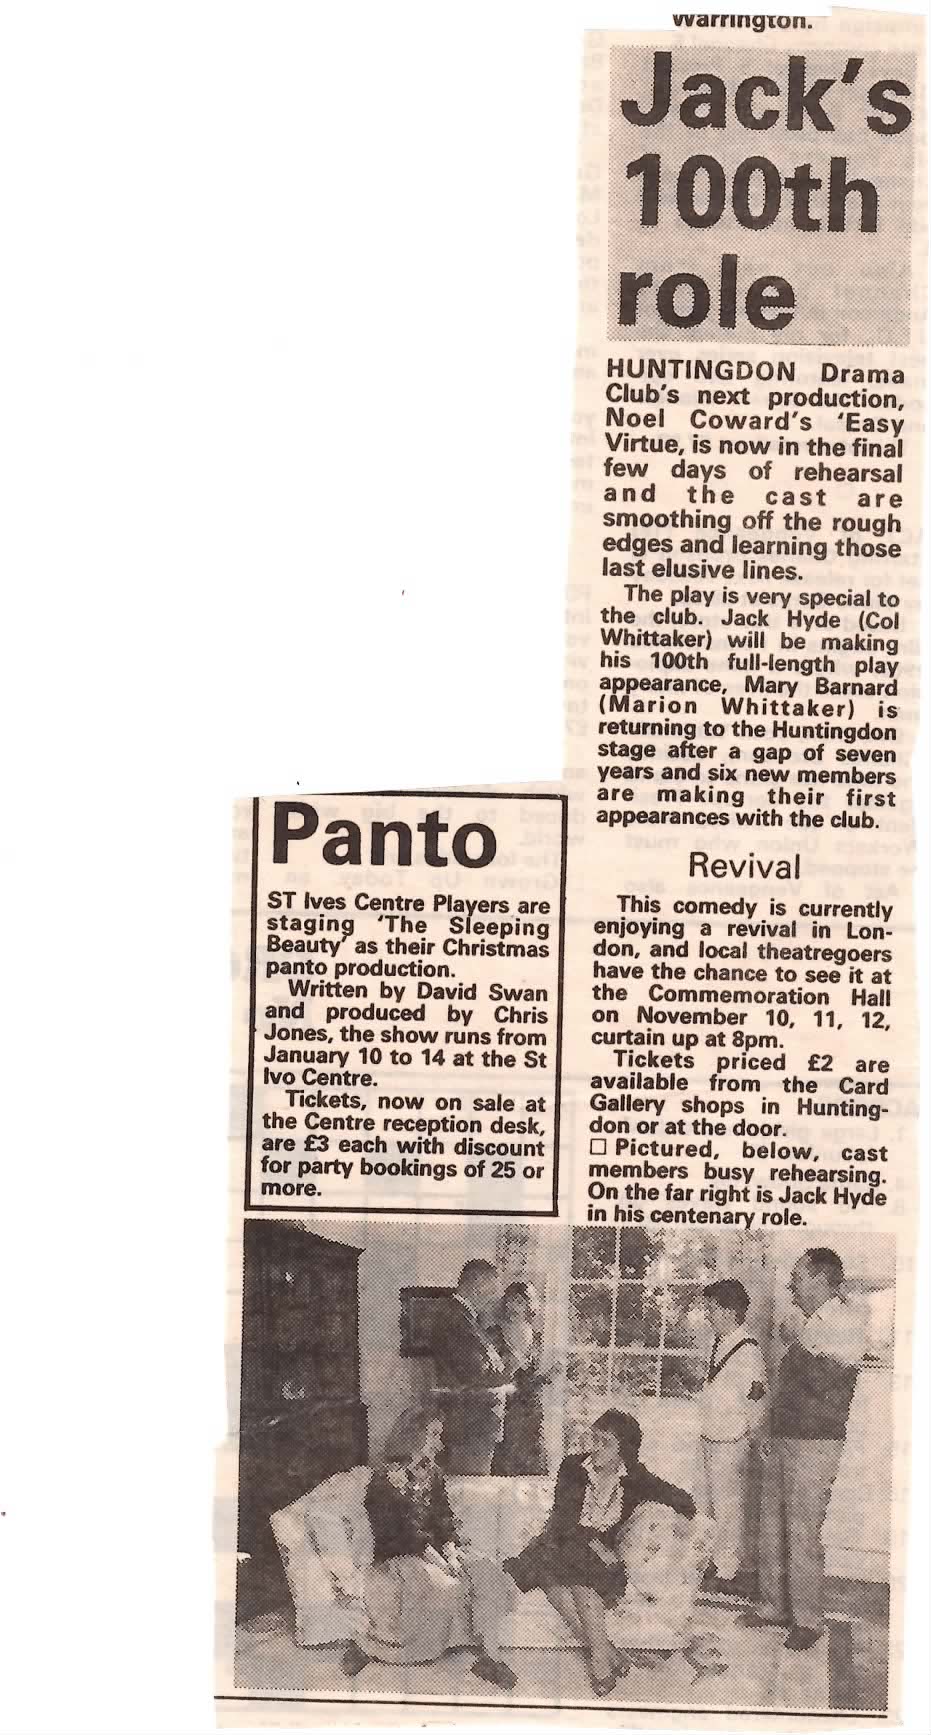 Warrington.
Jack's
100th
role
HUNTINGDON Drama
Club's next production,
Noel Coward's 'Easy
Virtue, is now in the final
few days of rehearsal
and the cast are
smoothing off the rough
edges and learning those
last elusive lines.
The play is very special to
the club. Jack Hyde (Col
Whittaker) will be making
his 100th full-length play
appearance, Mary Barnard
(Marion Whittaker) is
returning to the Huntingdon
stage after a gap of seven
years and six new members
are making their first
appearances with the club.
Revival
This comedy is currently
enjoying a revival in Lon-
don, and local theatregoers
have the chance to see it at
the Commemoration Hall
on November 10, 11, 12,
curtain up at 8pm.
Tickets priced £2 are
available from the Card
Gallery shops in Hunting-
don or at the door.
□ Pictured, below, cast
members busy rehearsing.
On the far right is Jack Hyde
in his centenary role.
Panto
ST Ives Centre Players are
staging 'The Sleeping
Beauty' as their Christmas
panto production.
Written by David Swan
and produced by Chris
Jones, the show runs from
January 10 to 14 at the St
Ivo Centre.
Tickets, now on sale at
the Centre reception desk,
are £3 each with discount
for party bookings of 25 or
more.